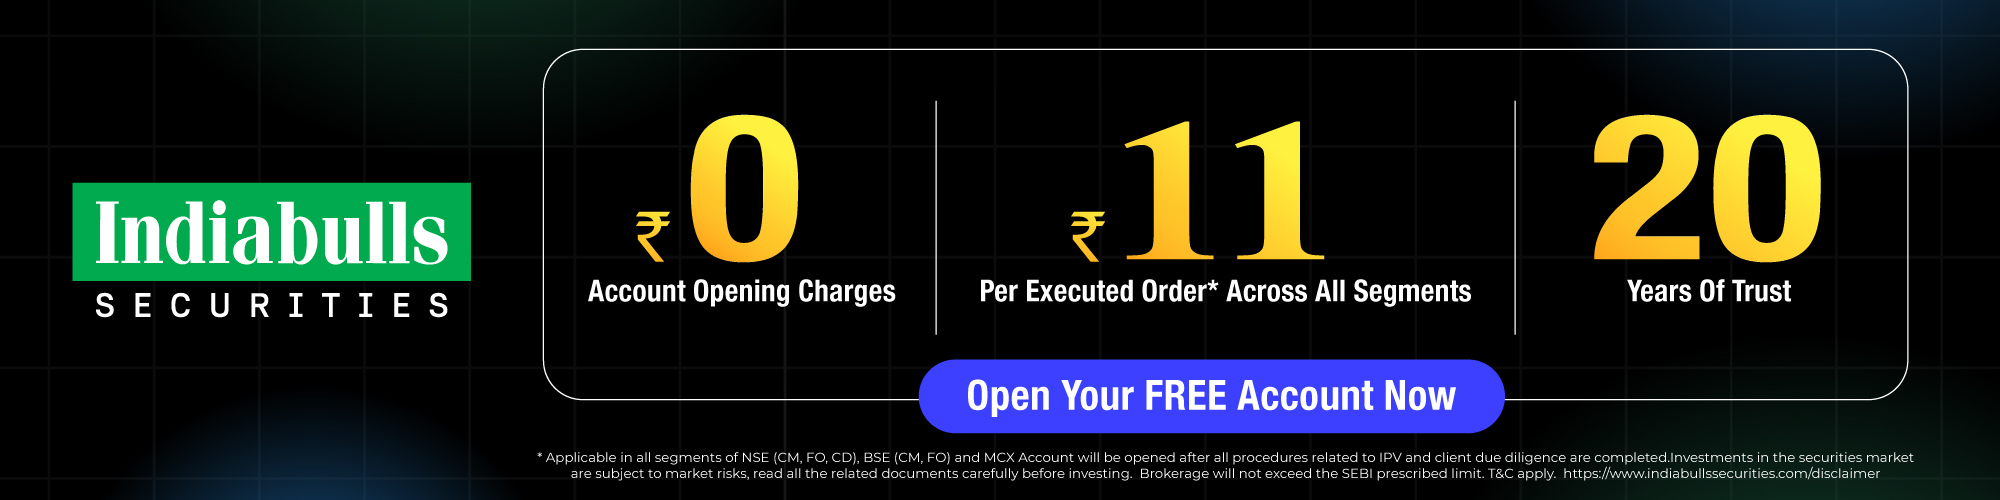 Indiabulls
SECURITIES
₹0
Account Opening Charges
₹11
Per Executed Order* Across All Segments
20
Years Of Trust
Open Your FREE Account Now
* Applicable in all segments of NSE (CM, FO, CD), BSE (CM, FO) and MCX Account will be opened after all procedures related to IPV and client due diligence are completed.Investments in the securities market
are subject to market risks, read all the related documents carefully before investing. Brokerage will not exceed the SEBI prescribed limit. T&C apply. https://www.indiabullssecurities.com/disclaimer